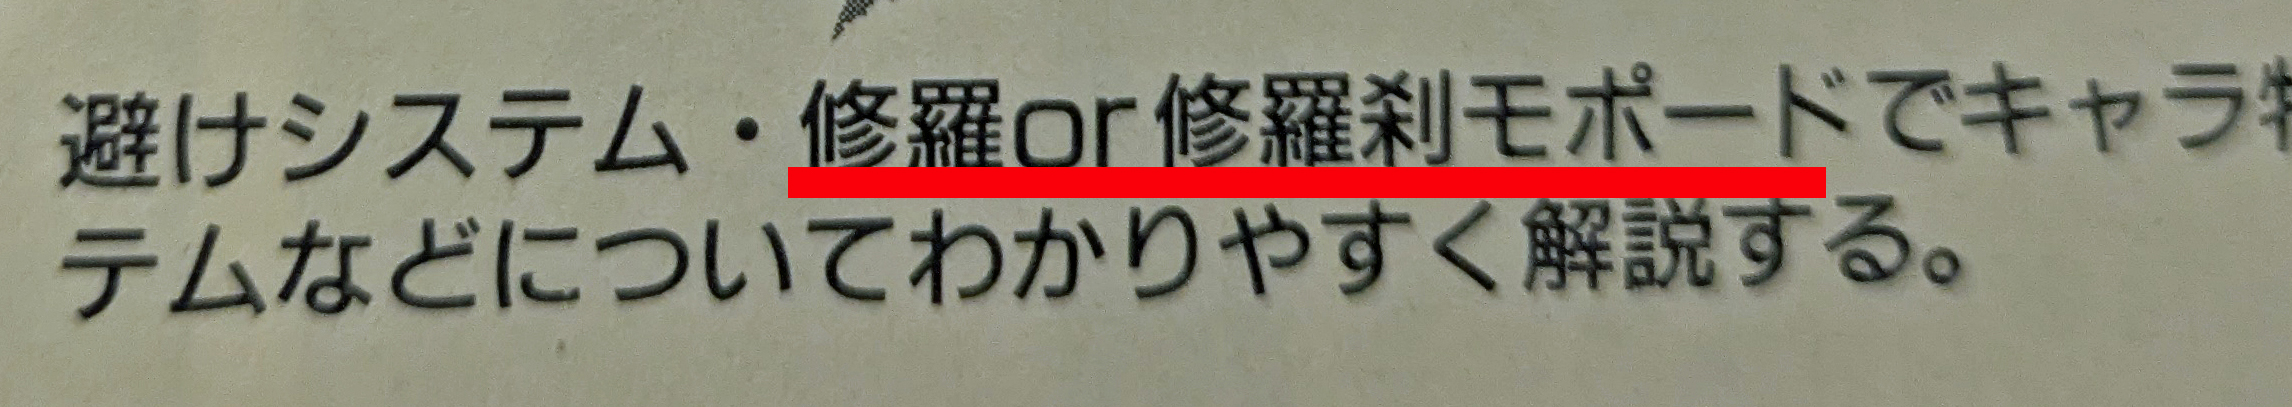 避けシステム・修羅or修羅刹モポードでキャラ
テムなどについてわかりやすく解説する。